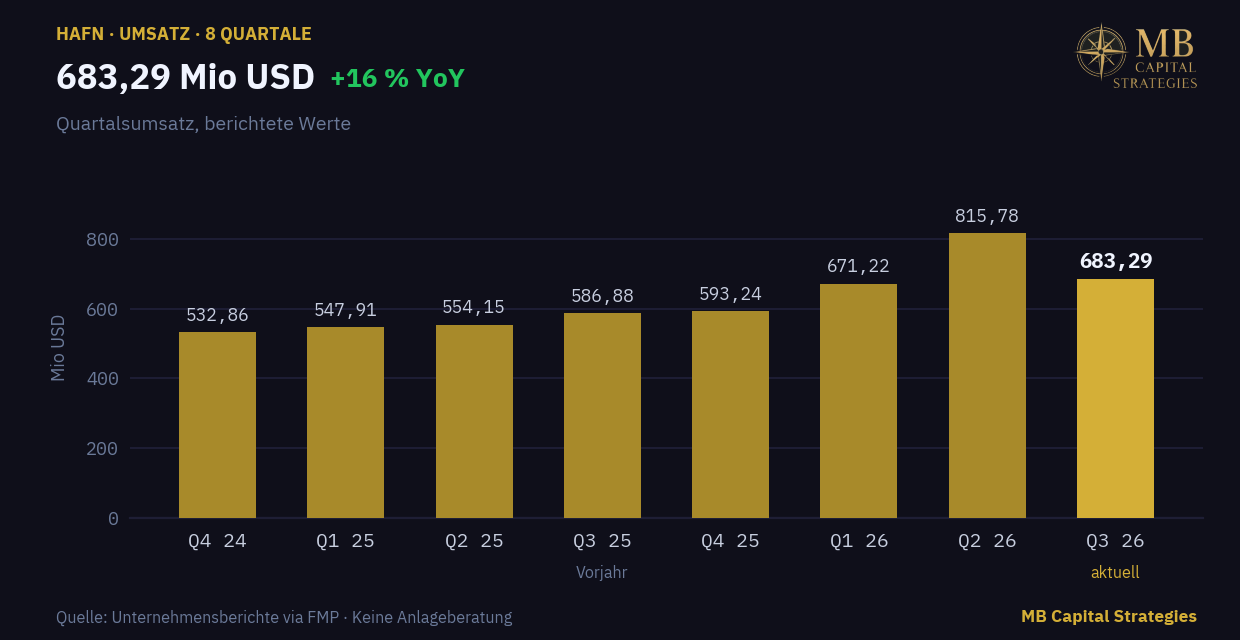 HAFN · UMSATZ · 8 QUARTALE
683,29 Mio USD +16 % YoY
Quartalsumsatz, berichtete Werte
MB
CAPITAL
STRATEGIES
Mio USD
800
600
400
200
0
532,86
547,91
554,15
586,88
593,24
671,22
815,78
683,29
Q4 24
Q1 25
Q2 25
Q3 25
Q4 25
Q1 26
Q2 26
Q3 26
Vorjahr
aktuell
Quelle: Unternehmensberichte via FMP · Keine Anlageberatung
MB Capital Strategies